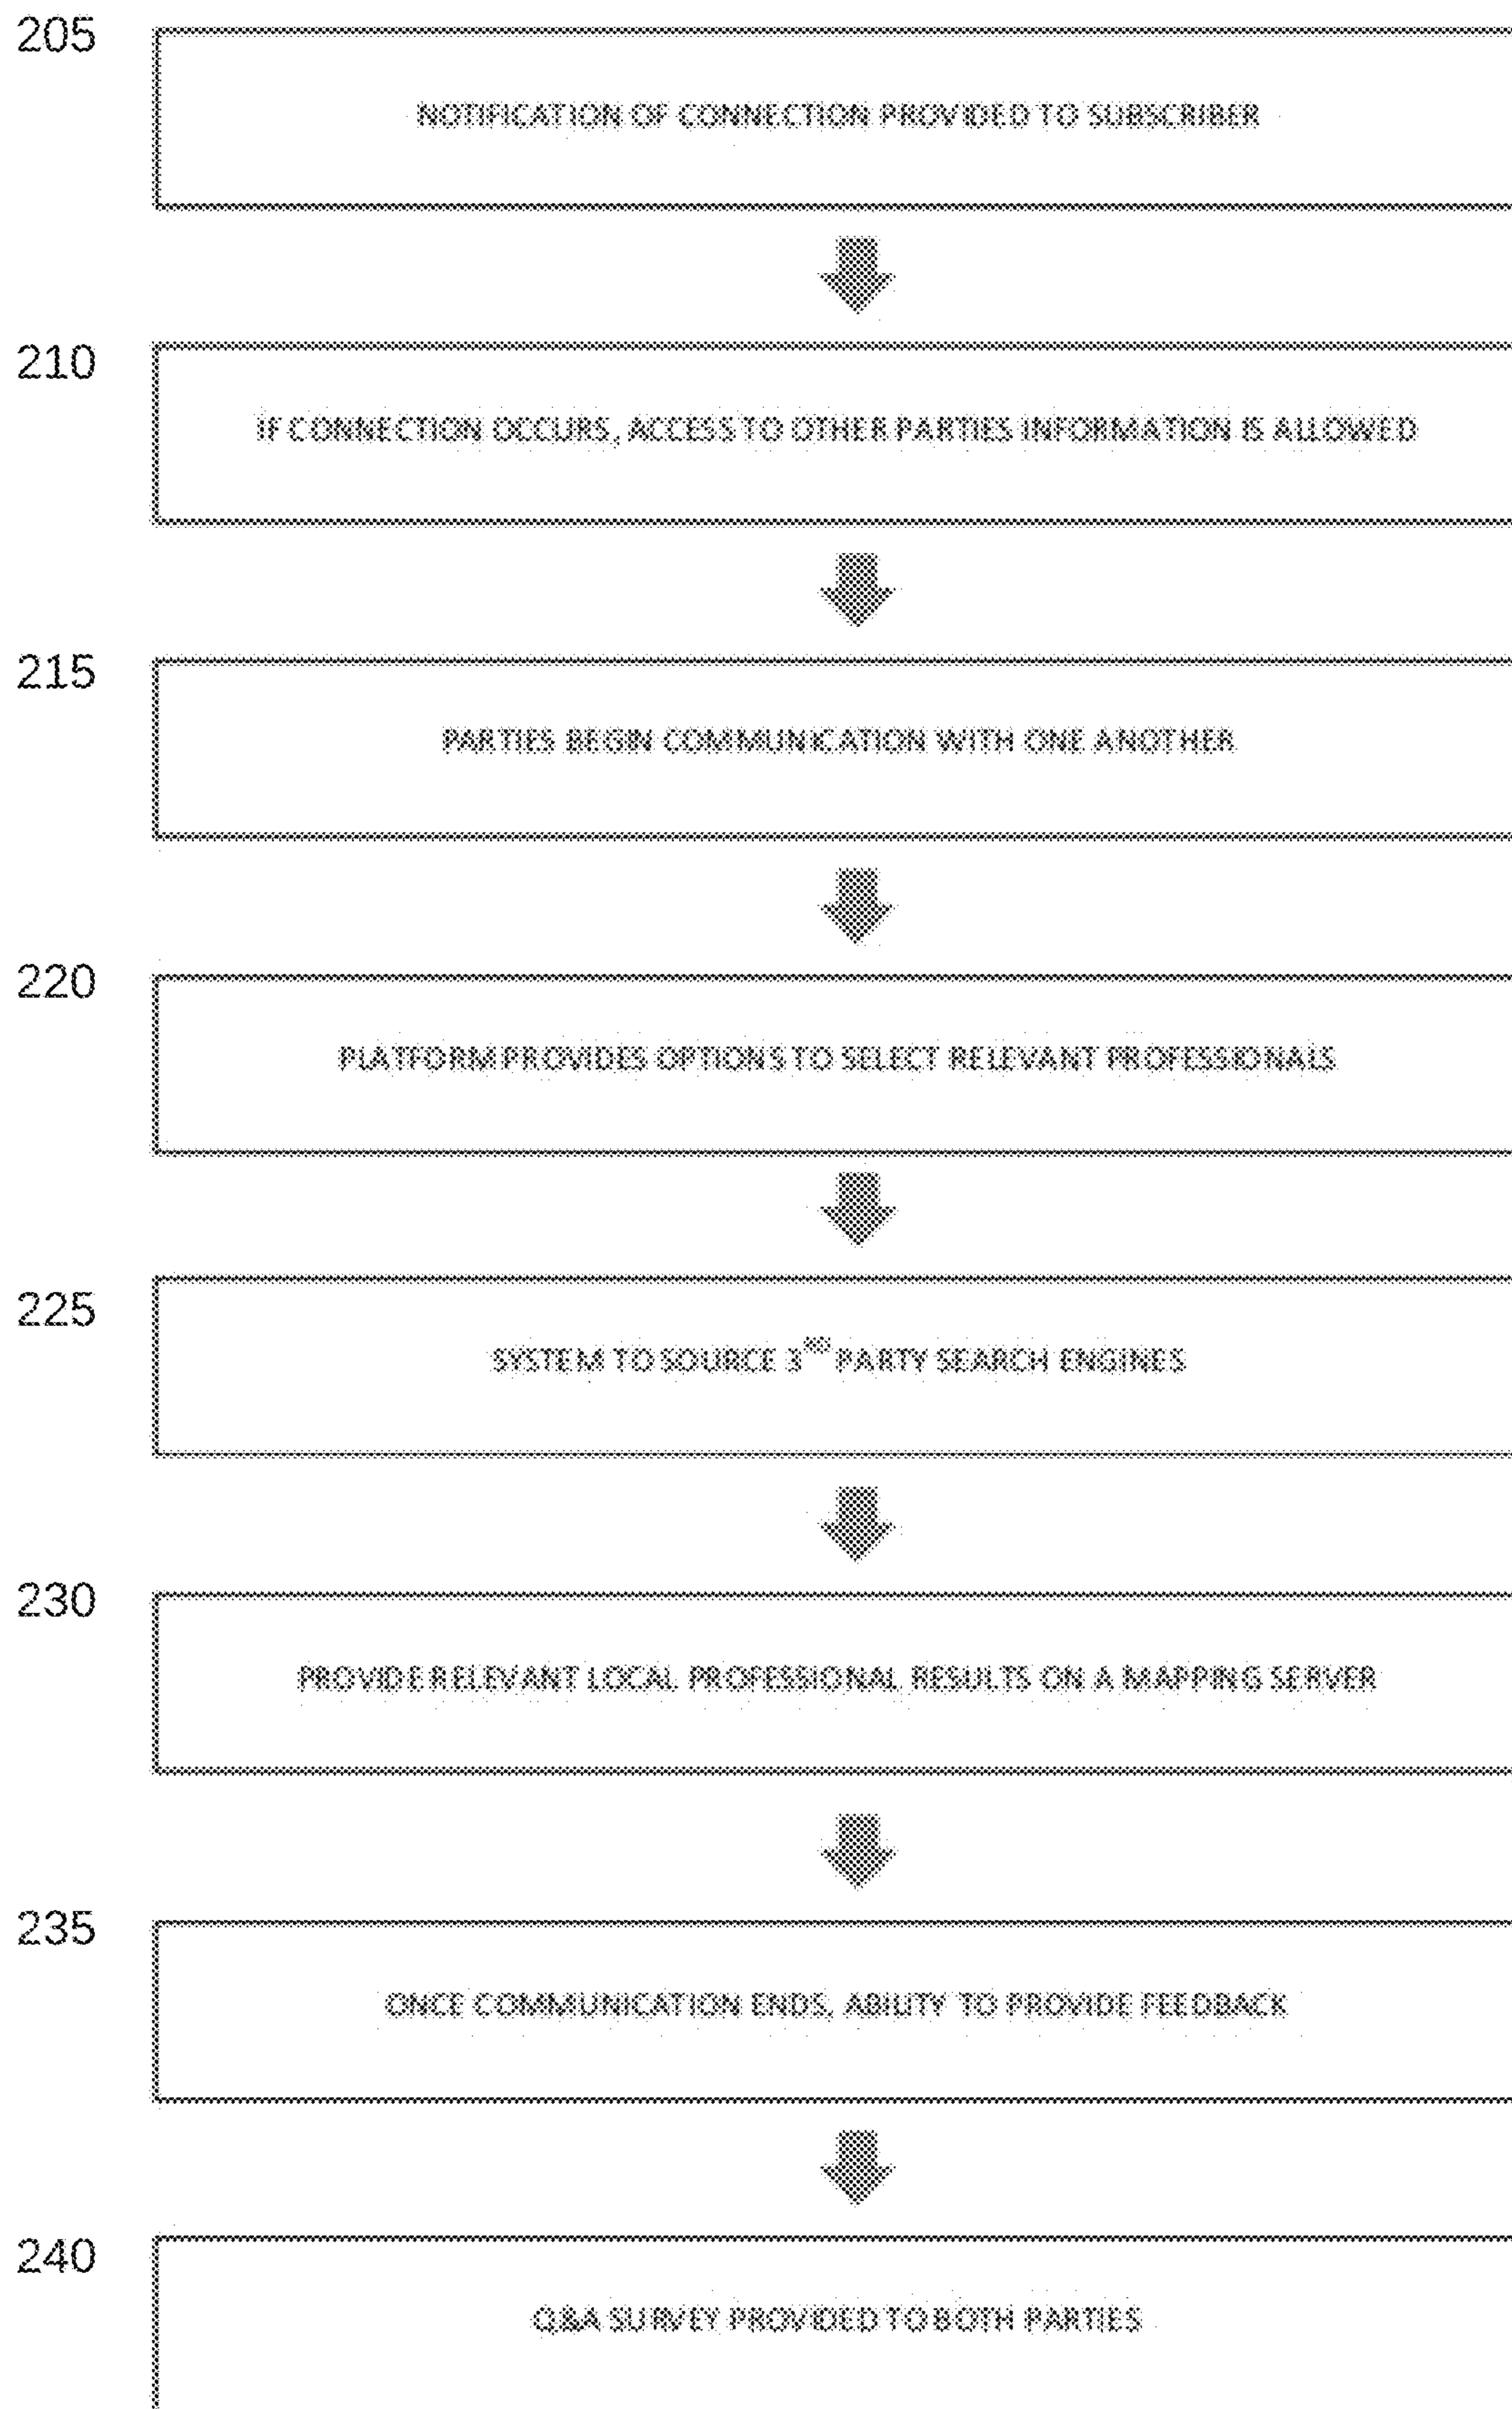 205
NOTIFICATION OF CONNECTION PROVIDED TO SUBSCRIBER
210
IF CONNECTION OCCURS, ACCESS TO OTHER PARTIES INFORMATION IS ALLOWED
215
PARTIES BEGIN COMMUNICATION WITH ONE ANOTHER
220
PLATFORM PROVIDES OPTIONS TO SELECT RELEVANT PROFESSIONALS
225
SYSTEM TO SOURCE 3RD PARTY SEARCH ENGINES
230
PROVIDE RELEVANT LOCAL PROFESSIONAL RESULTS ON A MAPPING SERVER
235
ONCE COMMUNICATION ENDS, ABILITY TO PROVIDE FEEDBACK
240
Q&A SURVEY PROVIDED TO BOTH PARTIES